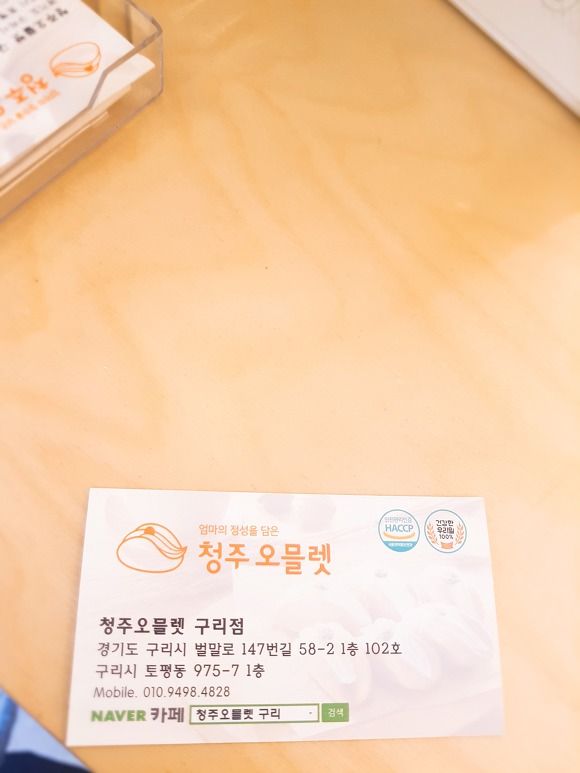 엄마의 정성을 담은
청주오믈렛
HACCP
건강한
우리밀
100%
청주오믈렛 구리점
경기도 구리시 벌말로 147번길 58-2 1층 102호
구리시 토평동 975-7 1층
Mobile. 010.9498.4828
NAVER 카페 청주오믈렛 구리 검색